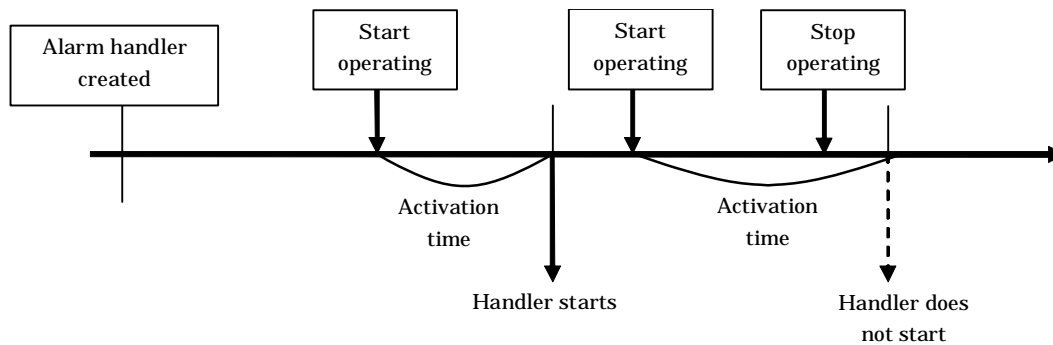 Alarm handler
created
Start
operating
Start
operating
Stop
operating
Activation
time
Activation
time
Handler starts
Handler does
not start